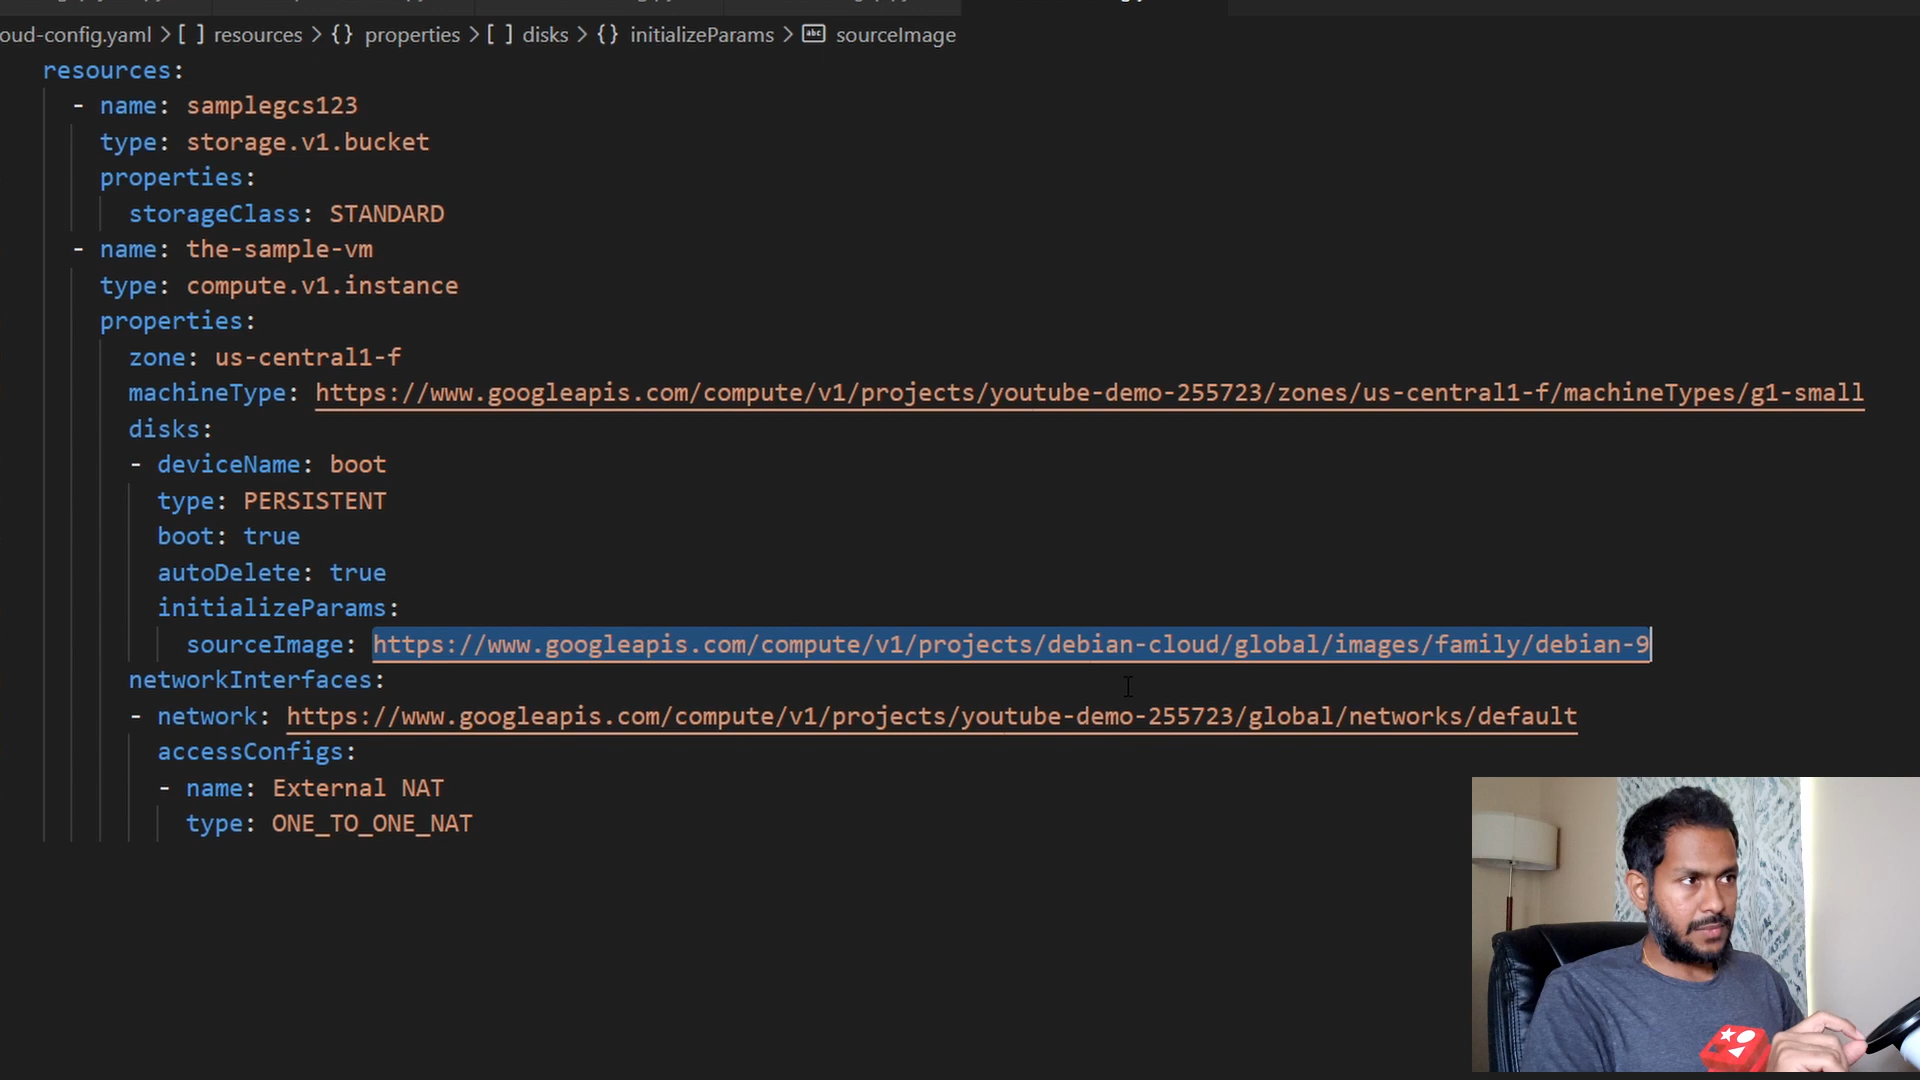 oud-config.yaml > [ ] resources > {} properties > [ ] disks > {} initializeParams > abc sourceImage
resources:
- name: samplegcs123
type: storage.v1.bucket
properties:
storageClass: STANDARD
- name: the-sample-vm
type: compute.v1.instance
properties:
zone: us-central1-f
machineType: https://www.googleapis.com/compute/v1/projects/youtube-demo-255723/zones/us-central1-f/machineTypes/g1-small
disks:
- deviceName: boot
type: PERSISTENT
boot: true
autoDelete: true
initializeParams:
sourceImage: https://www.googleapis.com/compute/v1/projects/debian-cloud/global/images/family/debian-9
networkInterfaces:
- network: https://www.googleapis.com/compute/v1/projects/youtube-demo-255723/global/networks/default
accessConfigs:
- name: External NAT
type: ONE_TO_ONE_NAT